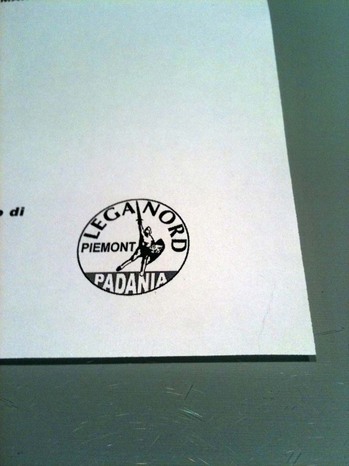 di
LEGA NORD
PIEMONT
PADANIA